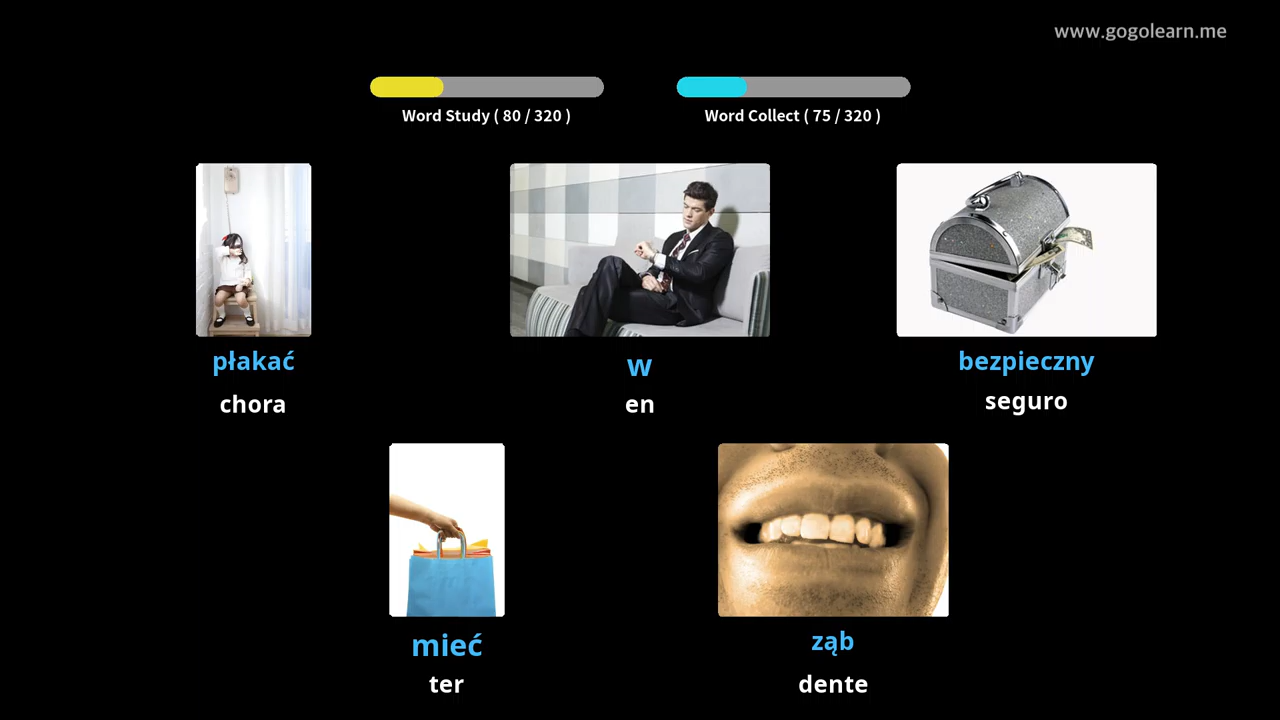 www.gogolearn.me
Word Study ( 80 / 320 )
Word Collect ( 75 / 320 )
płakać
chora
w
en
bezpieczny
seguro
mieć
ter
ząb
dente